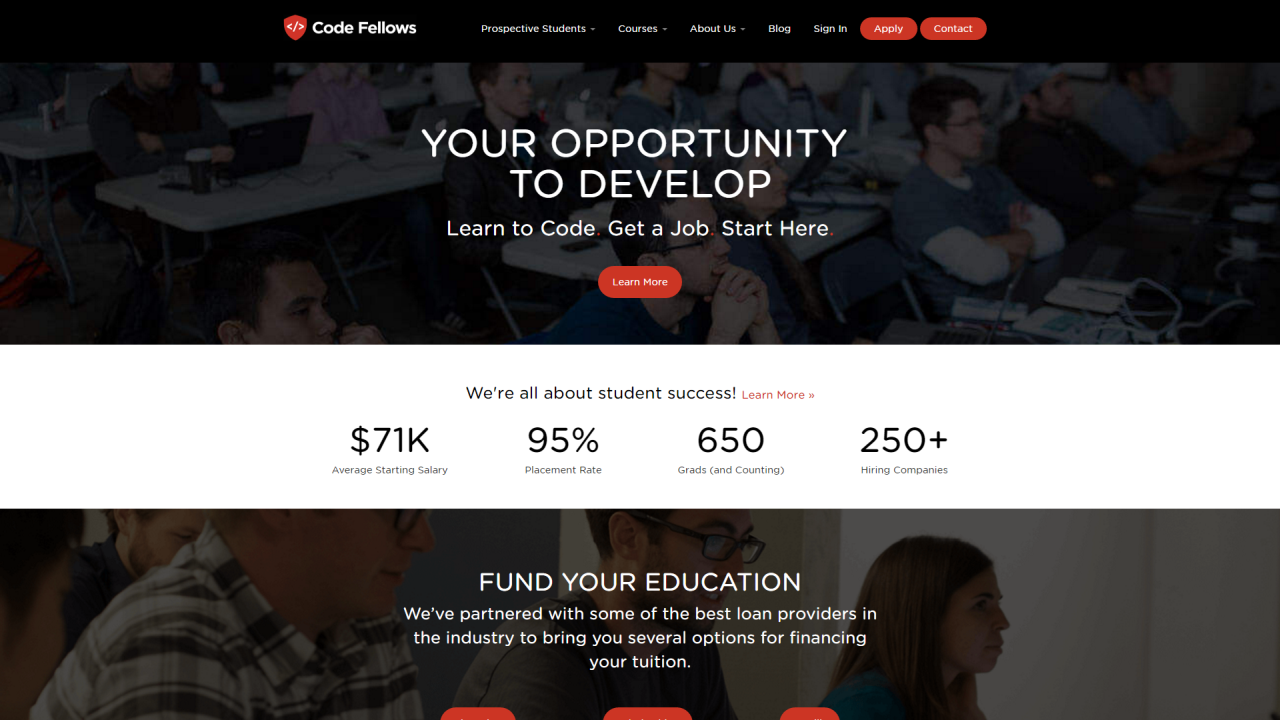 </> Code Fellows
Prospective Students Courses About Us Blog Sign In Apply Contact
YOUR OPPORTUNITY
TO DEVELOP
Learn to Code. Get a Job. Start Here.
Learn More
We're all about student success! Learn More »
$71K 95% 650 250+
Average Starting Salary Placement Rate Grads (and Counting) Hiring Companies
FUND YOUR EDUCATION
We’ve partnered with some of the best loan providers in
the industry to bring you several options for financing
your tuition.